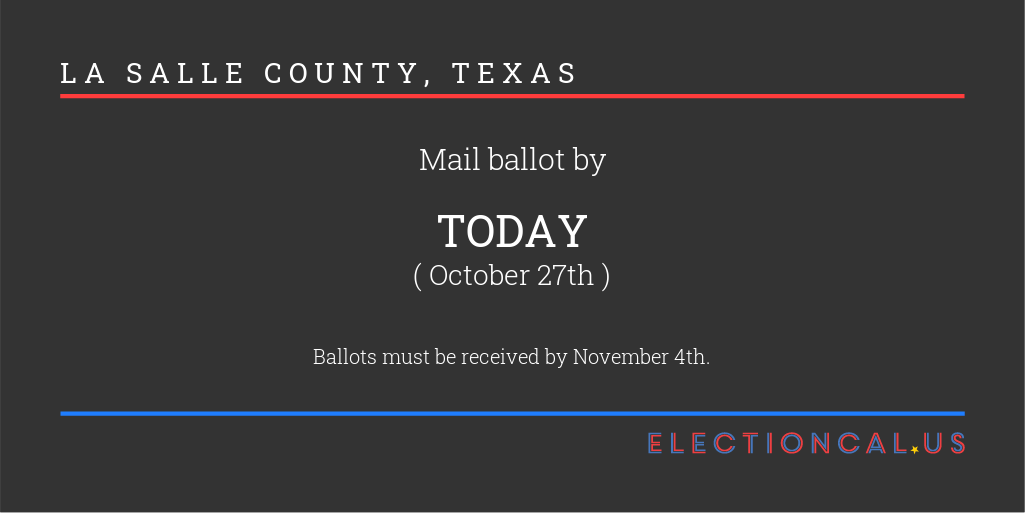 LA SALLE COUNTY, TEXAS
Mail ballot by
TODAY
( October 27th )
Ballots must be received by November 4th.
ELECTIONCAL.US